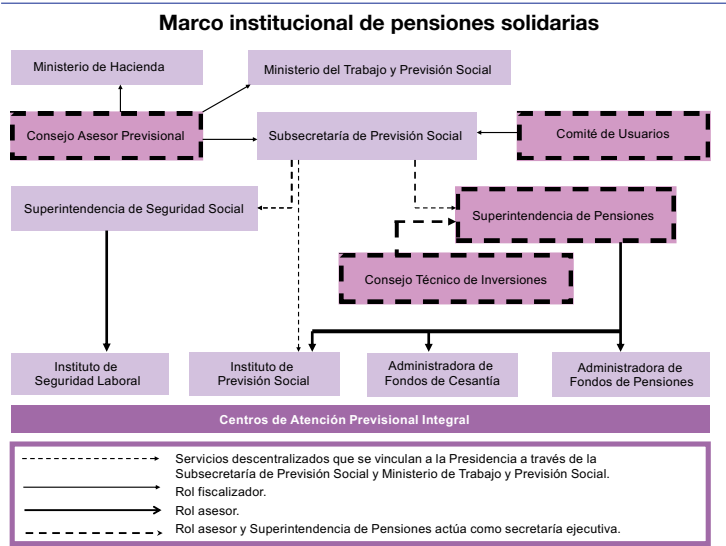 Marco institucional de pensiones solidarias
Ministerio de Hacienda
Ministerio del Trabajo y Previsión Social
Consejo Asesor Previsional
Subsecretaría de Previsión Social
Comité de Usuarios
Superintendencia de Seguridad Social
Superintendencia de Pensiones
Consejo Técnico de Inversiones
Instituto de
Seguridad Laboral
Instituto de
Previsión Social
Administradora de
Fondos de Cesantía
Administradora de
Fondos de Pensiones
Centros de Atención Previsional Integral
Servicios descentralizados que se vinculan a la Presidencia a través de la
Subsecretaría de Previsión Social y Ministerio de Trabajo y Previsión Social.
Rol fiscalizador.
Rol asesor.
Rol asesor y Superintendencia de Pensiones actúa como secretaría ejecutiva.